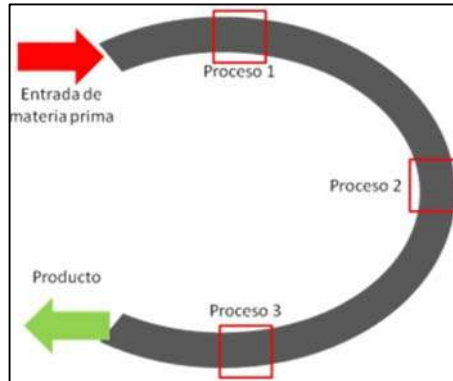 Proceso 1
Entrada de
materia prima
Proceso 2
Producto
Proceso 3